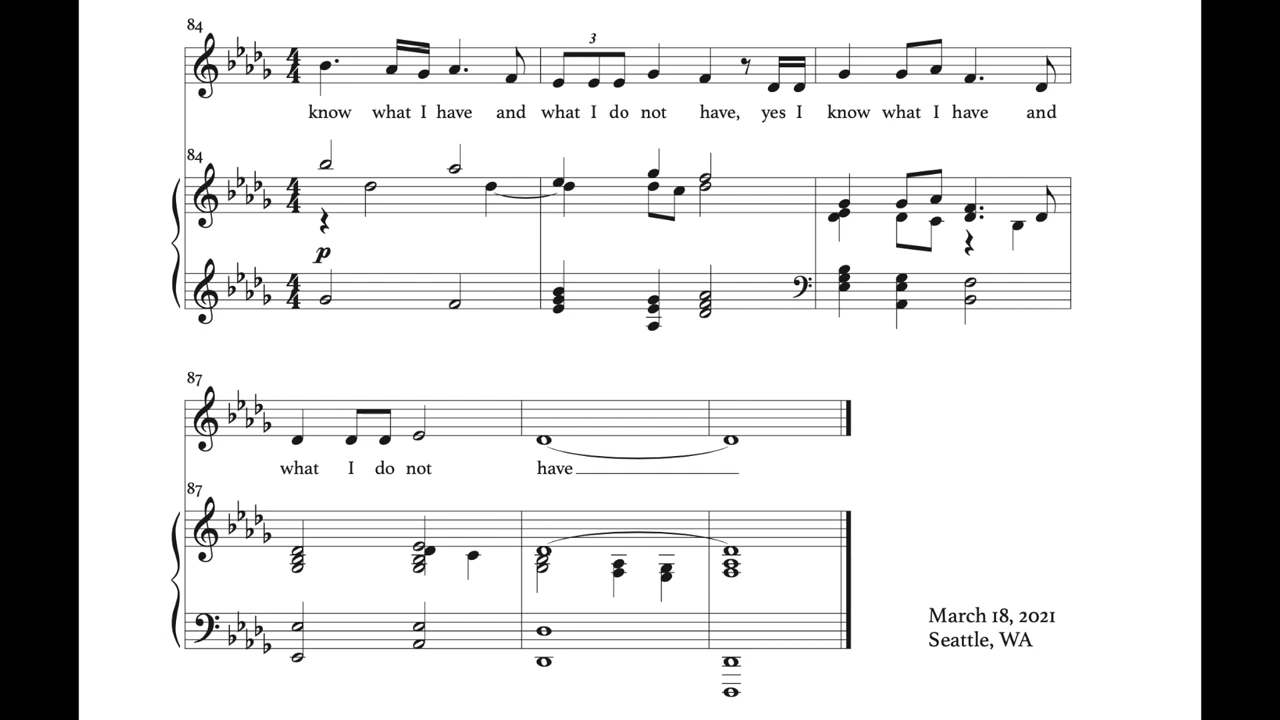 84
3
know what I have and what I do not have, yes I know what I have and
84
p
87
what I do not have
87
March 18, 2021
Seattle, WA